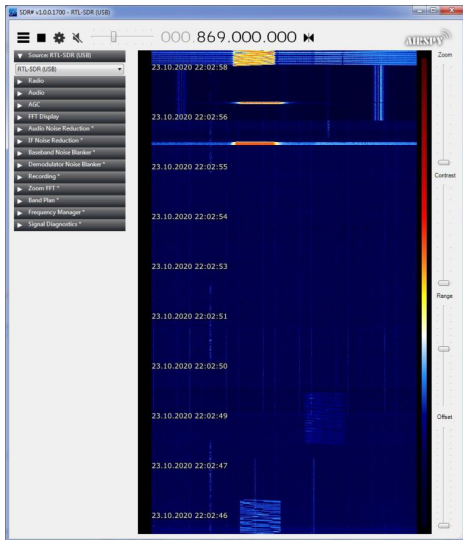 SDR# v1.0.0.1700 - RTL-SDR (USB)
000.869.000.000
AIRSPY
Source: RTL-SDR (USB)
RTL-SDR (USB)
Radio
Audio
AGC
FFT Display
Audio Noise Reduction *
IF Noise Reduction *
Baseband Noise Blanker *
Demodulator Noise Blanker *
Recording *
Zoom FFT *
Band Plan *
Frequency Manager *
Signal Diagnostics *
23.10.2020 22:02:58
23.10.2020 22:02:56
23.10.2020 22:02:55
23.10.2020 22:02:54
23.10.2020 22:02:53
23.10.2020 22:02:51
23.10.2020 22:02:50
23.10.2020 22:02:49
23.10.2020 22:02:47
23.10.2020 22:02:46
Zoom
Contrast
Range
Offset